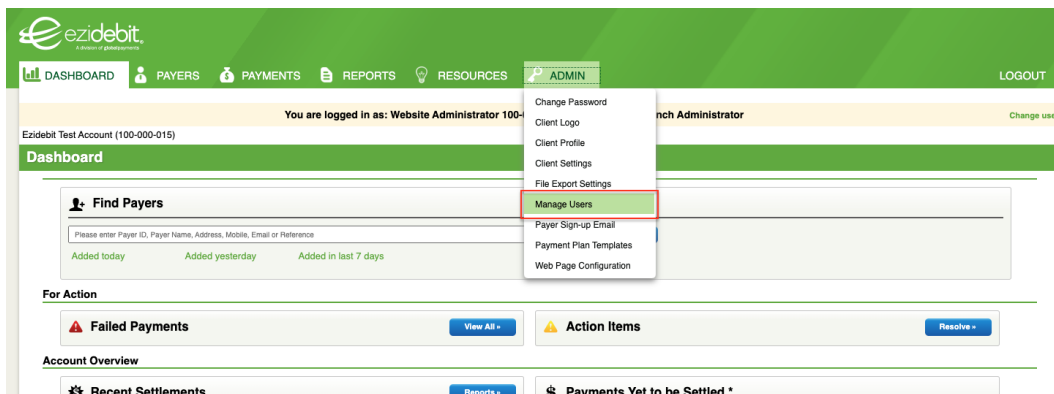 ezidebit.
A division of globalpayments
DASHBOARD PAYERS PAYMENTS REPORTS RESOURCES ADMIN LOGOUT
Change Password
Client Logo
Client Profile
Client Settings
File Export Settings
Manage Users
Payer Sign-up Email
Payment Plan Templates
Web Page Configuration
You are logged in as: Website Administrator 100- Administrator Change use
Ezidebit Test Account (100-000-015)
Dashboard
Find Payers
Please enter Payer ID, Payer Name, Address, Mobile, Email or Reference
Added today Added yesterday Added in last 7 days
For Action
Failed Payments View All »
Action Items Resolve »
Account Overview
Recent Settlements Reports »
$ Payments Yet to be Settled *